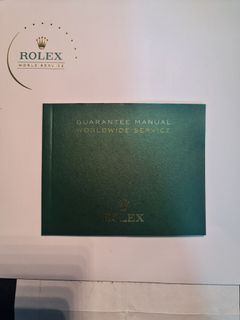 ROLEX
WORLD SERVICE
GUARANTEE MANUAL
WORLDWIDE SERVICE
ROLEX